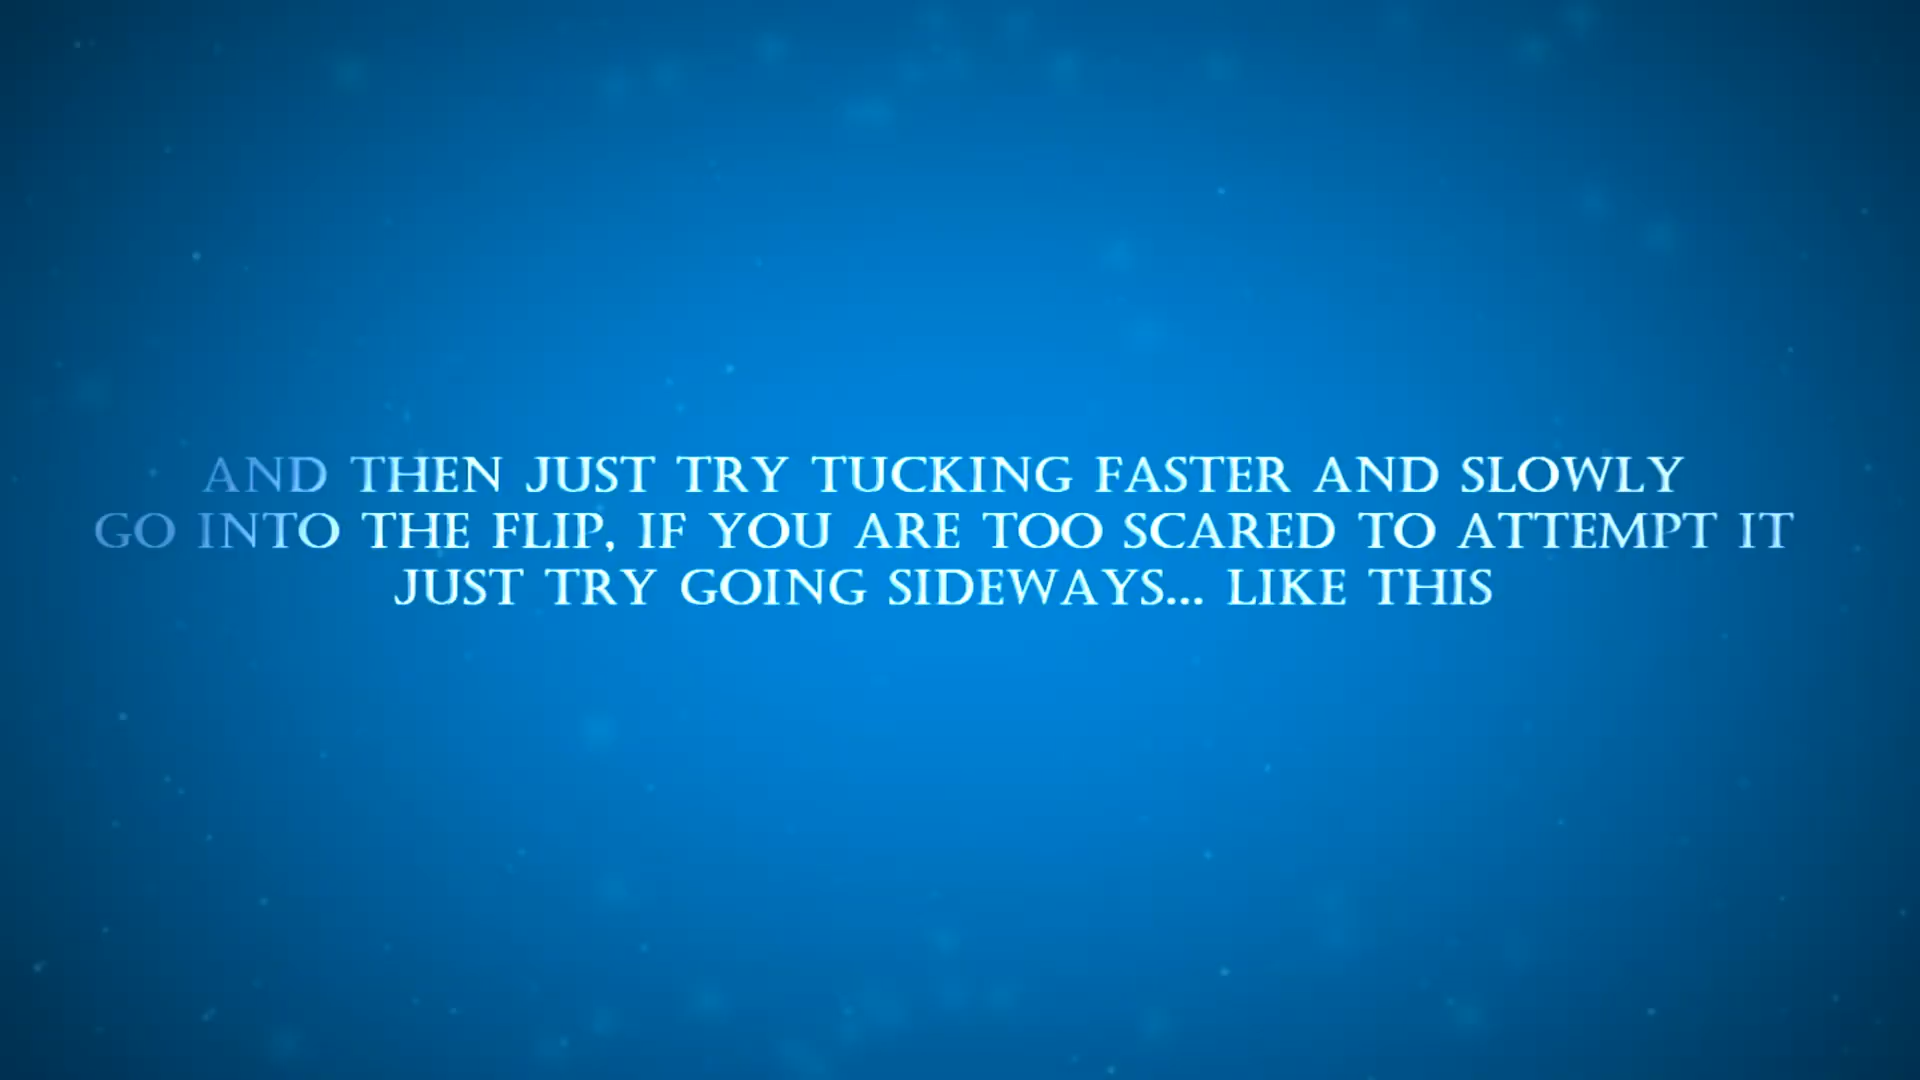 AND THEN JUST TRY TUCKING FASTER AND SLOWLY
GO INTO THE FLIP, IF YOU ARE TOO SCARED TO ATTEMPT IT
JUST TRY GOING SIDEWAYS... LIKE THIS